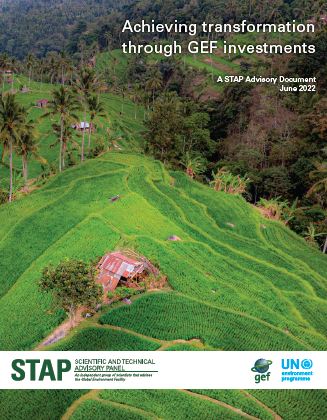 Achieving transformation
through GEF investments
A STAP Advisory Document
June 2022
STAP
SCIENTIFIC AND TECHNICAL
ADVISORY PANEL
An independent group of scientists that advises
the Global Environment Facility
gef
UN
environment
programme